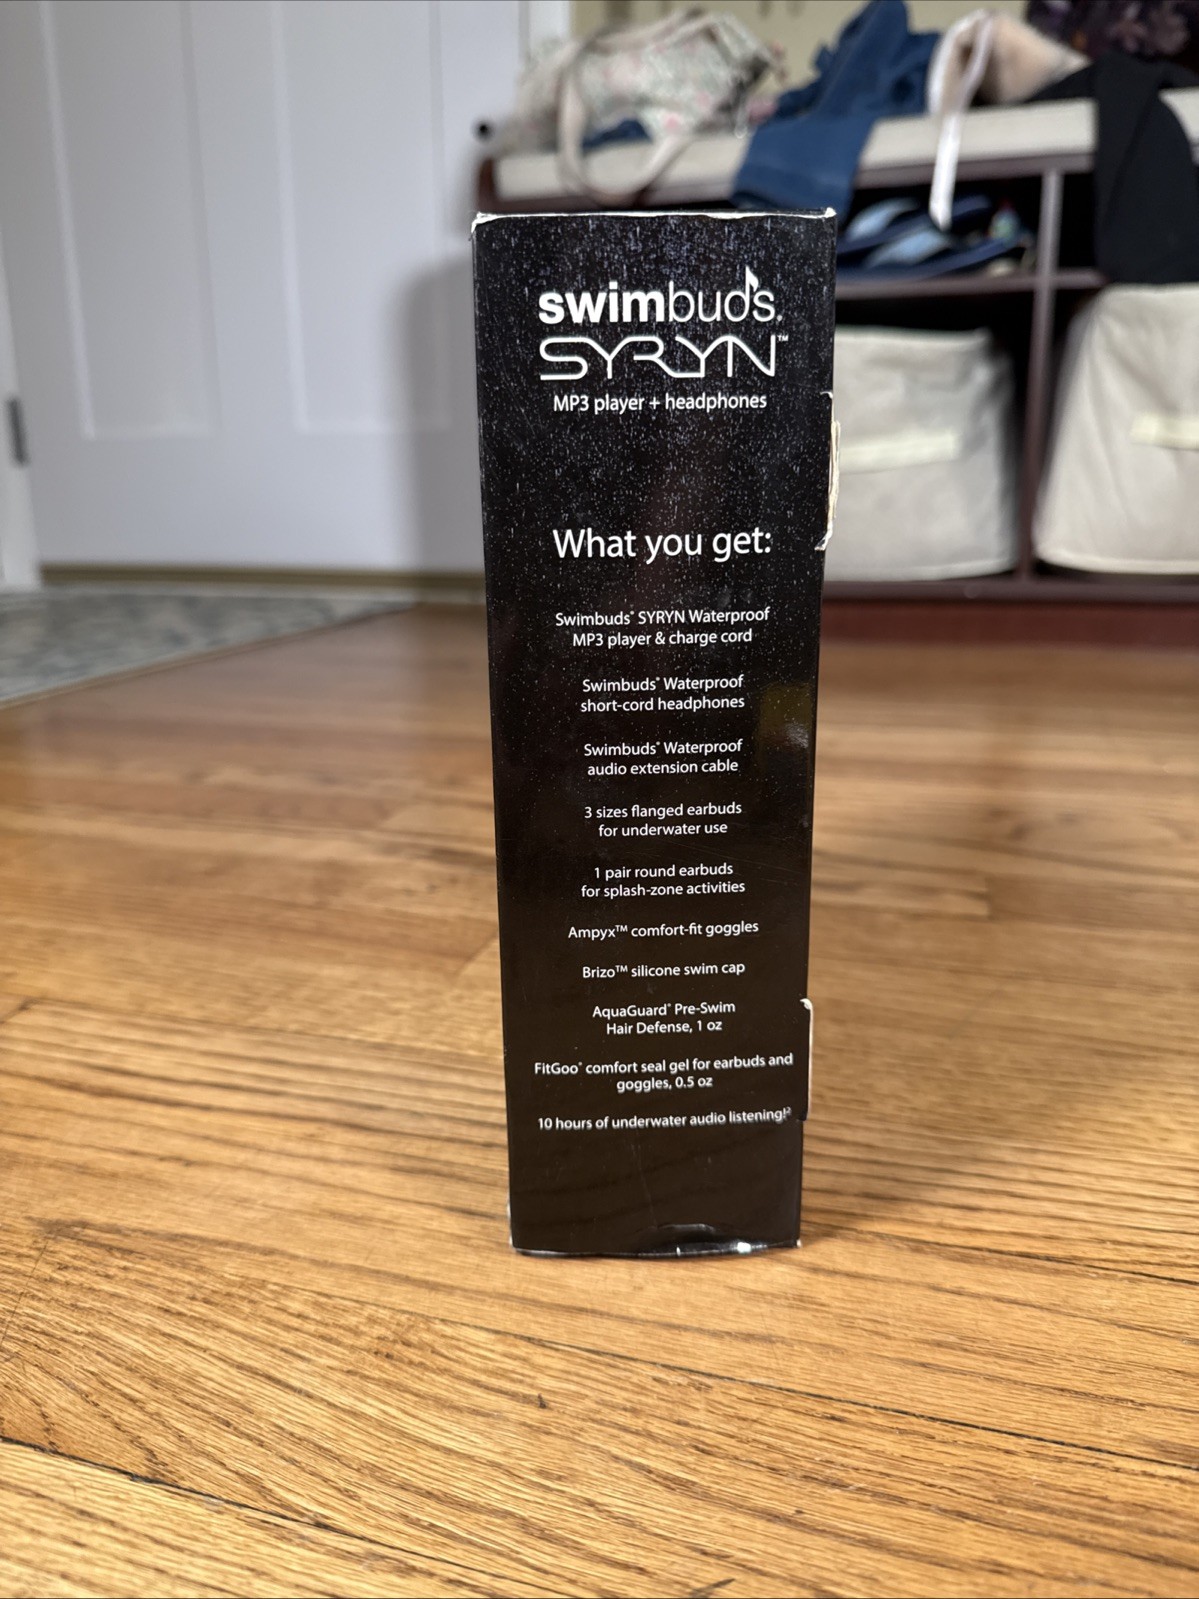 swimbuds®
SYRYN™
MP3 player + headphones
What you get:
Swimbuds® SYRYN Waterproof
MP3 player & charge cord
Swimbuds® Waterproof
short-cord headphones
Swimbuds® Waterproof
audio extension cable
3 sizes flanged earbuds
for underwater use
1 pair round earbuds
for splash-zone activities
Ampyx™ comfort-fit goggles
Brizo™ silicone swim cap
AquaGuard® Pre-Swim
Hair Defense, 1 oz
FitGoo® comfort seal gel for earbuds and
goggles, 0.5 oz
10 hours of underwater audio listening!²